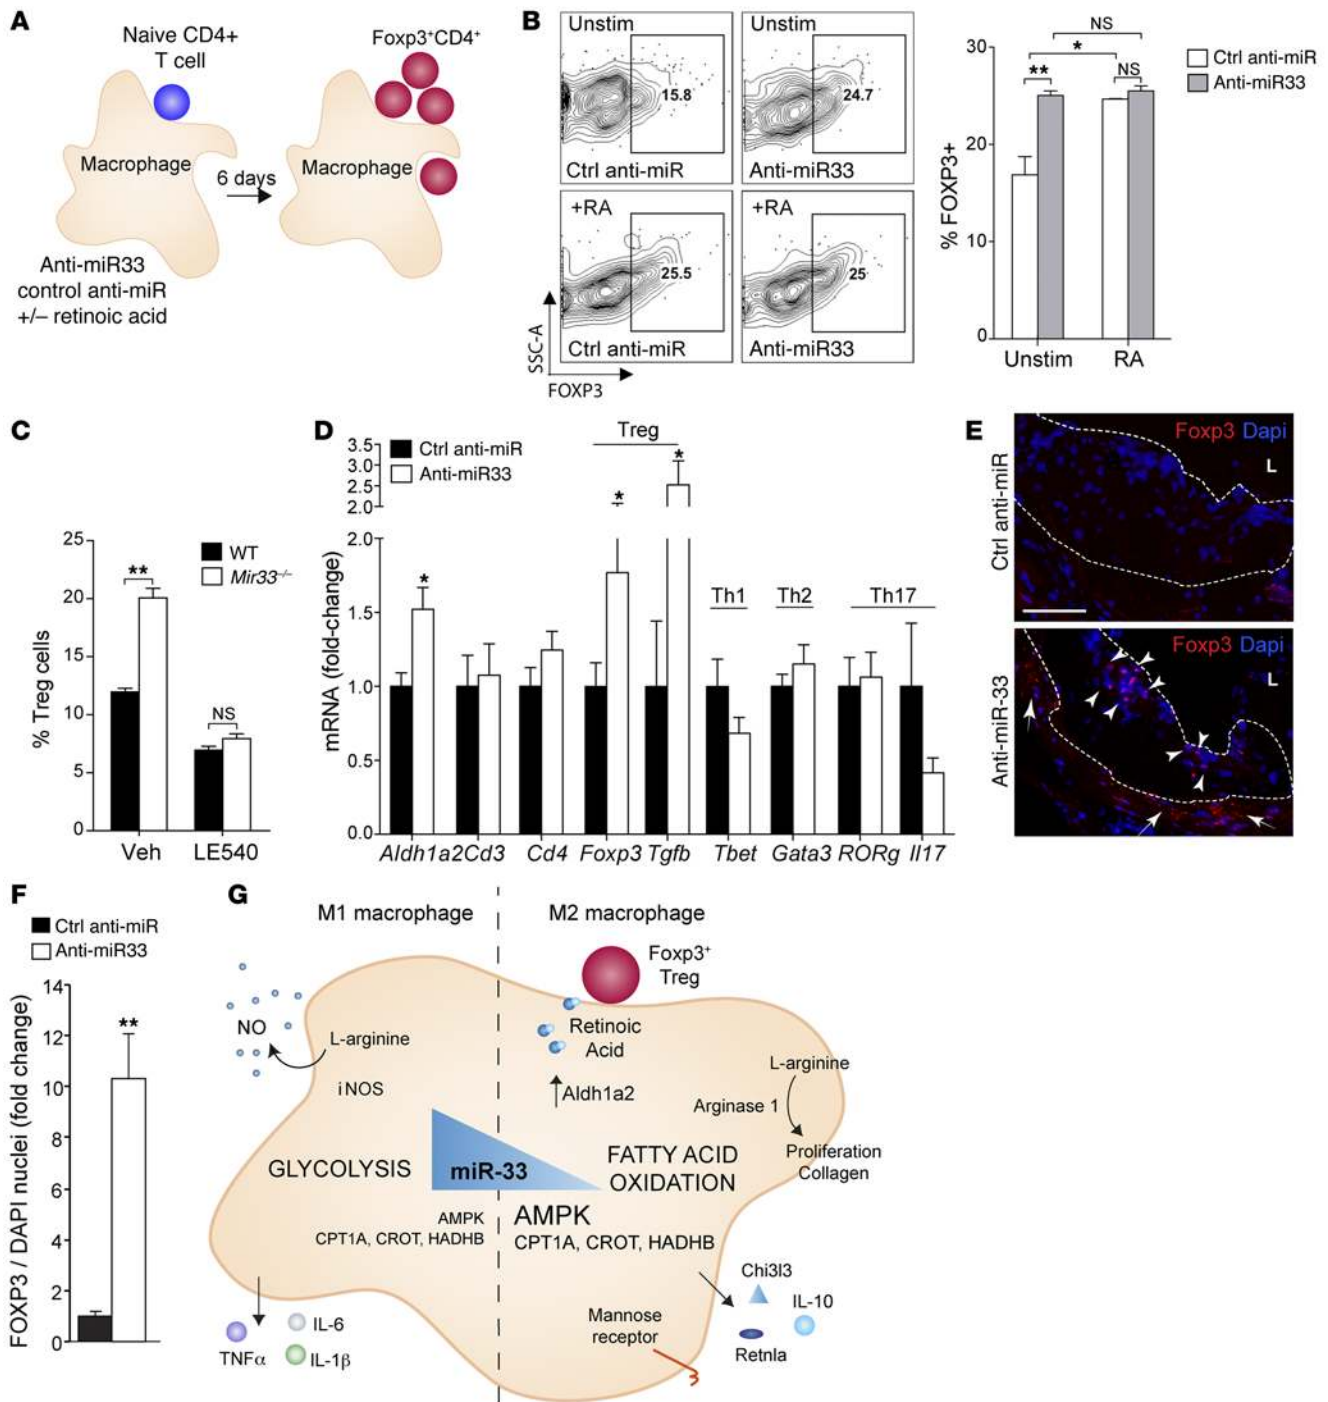 A
Naive CD4+
T cell
Foxp3⁺CD4⁺
Macrophage
Macrophage
6 days
Anti-miR33
control anti-miR
+/− retinoic acid
B
Unstim
15.8
Ctrl anti-miR
Unstim
24.7
Anti-miR33
+RA
25.5
Ctrl anti-miR
+RA
25
Anti-miR33
SSC-A
FOXP3
% FOXP3+
30
20
10
0
**
*
NS
NS
Ctrl anti-miR
Anti-miR33
Unstim
RA
C
% Treg cells
25
20
15
10
5
0
**
NS
WT
Mir33⁻/⁻
Veh
LE540
D
mRNA (fold-change)
3.5
3.0
2.5
2.0
2.0
1.5
1.0
0.5
0.0
Ctrl anti-miR
Anti-miR33
Treg
*
*
*
Th1
Th2
Th17
Aldh1a2
Cd3
Cd4
Foxp3
Tgfb
Tbet
Gata3
RORg
Il17
E
Ctrl anti-miR
Foxp3 Dapi
L
Anti-miR-33
Foxp3 Dapi
L
F
Ctrl anti-miR
Anti-miR33
FOXP3 / DAPI nuclei (fold change)
14
12
10
8
6
4
2
0
**
G
M1 macrophage
M2 macrophage
Foxp3⁺
Treg
NO
L-arginine
iNOS
Retinoic
Acid
Aldh1a2
L-arginine
Arginase 1
Proliferation
Collagen
GLYCOLYSIS
miR-33
FATTY ACID
OXIDATION
AMPK
CPT1A, CROT, HADHB
AMPK
CPT1A, CROT, HADHB
TNFα
IL-6
IL-1β
Mannose
receptor
Chi3l3
IL-10
Retnla